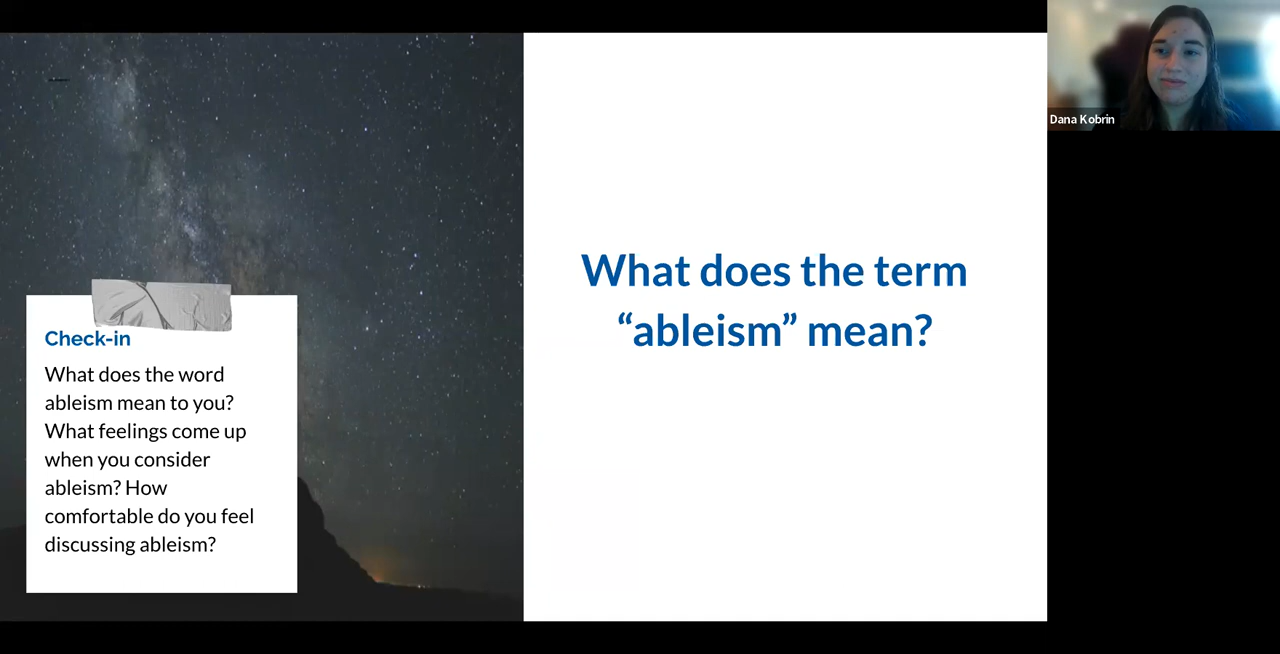 Check-in
What does the word
ableism mean to you?
What feelings come up
when you consider
ableism? How
comfortable do you feel
discussing ableism?
What does the term
“ableism” mean?
Dana Kobrin